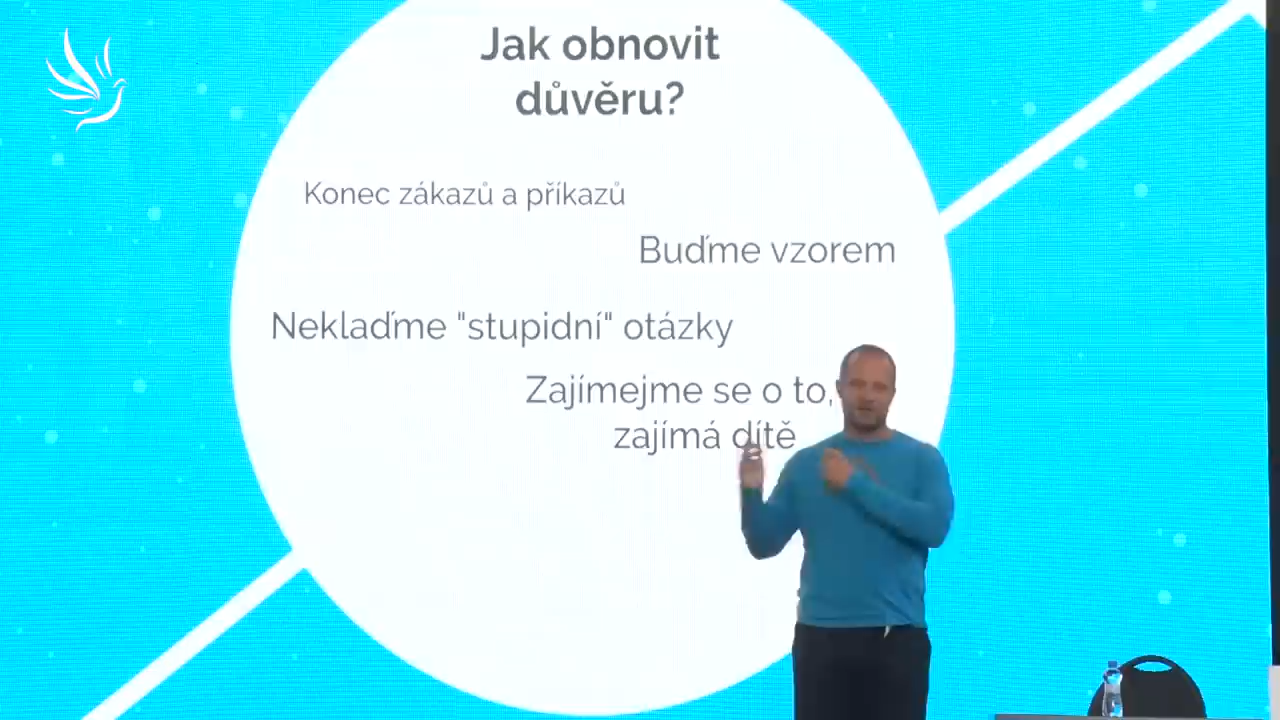 Jak obnovit
důvěru?
Konec zákazů a příkazů
Buďme vzorem
Neklaďme "stupidní" otázky
Zajímejme se o to,
zajímá dítě